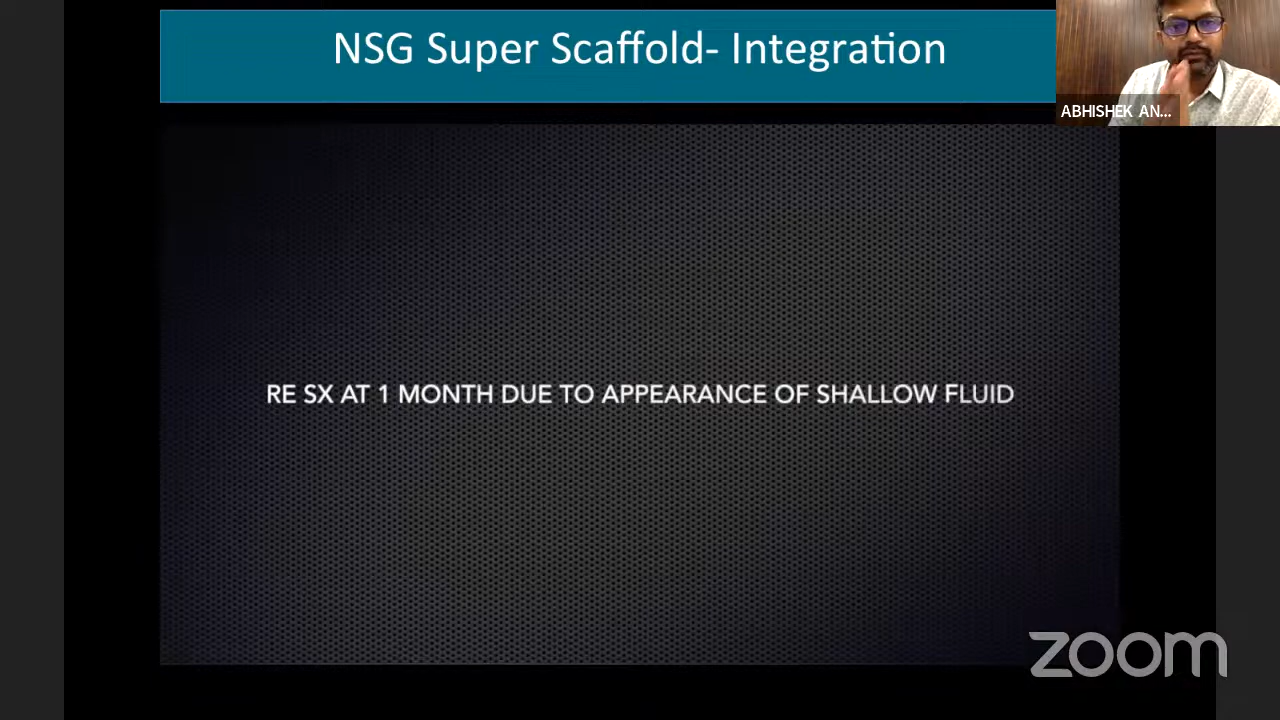 NSG Super Scaffold- Integration
ABHISHEK AN...
RE SX AT 1 MONTH DUE TO APPEARANCE OF SHALLOW FLUID
zoom